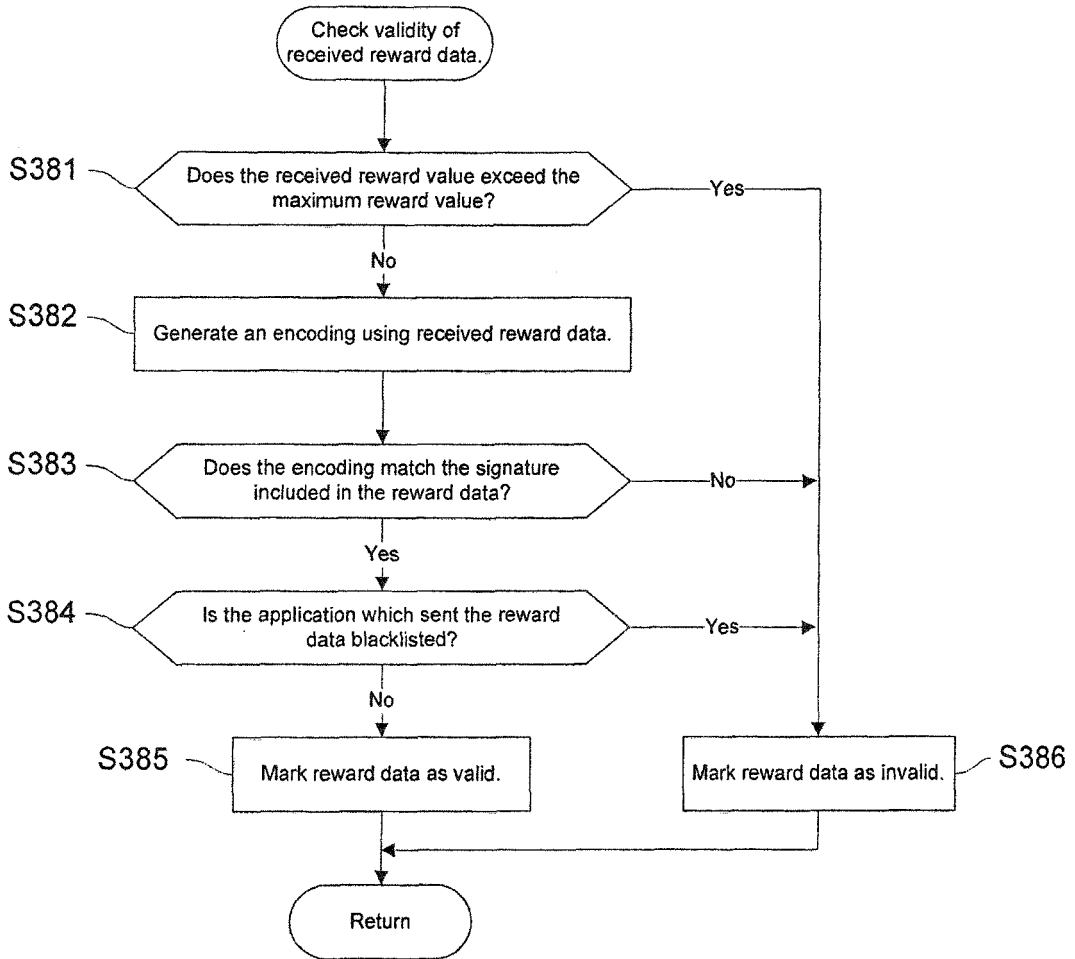 Check validity of
received reward data.
S381
Does the received reward value exceed the
maximum reward value?
Yes
No
S382
Generate an encoding using received reward data.
S383
Does the encoding match the signature
included in the reward data?
No
Yes
S384
Is the application which sent the reward
data blacklisted?
Yes
No
S385
Mark reward data as valid.
Mark reward data as invalid.
S386
Return